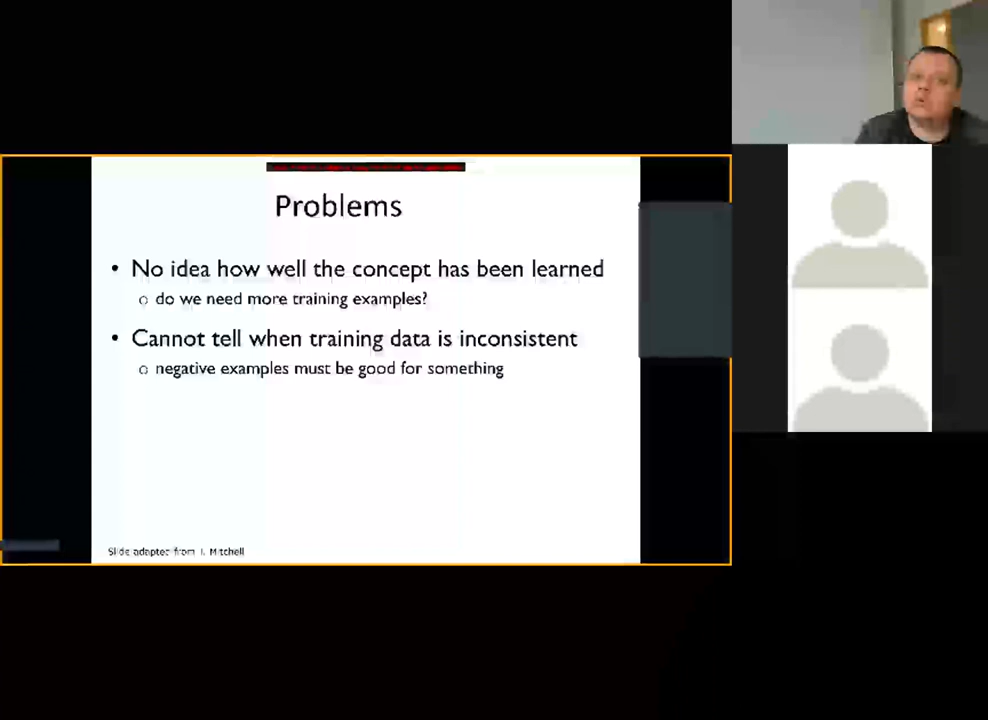 Problems
• No idea how well the concept has been learned
o do we need more training examples?
• Cannot tell when training data is inconsistent
o negative examples must be good for something
Slide adapted from T. Mitchell